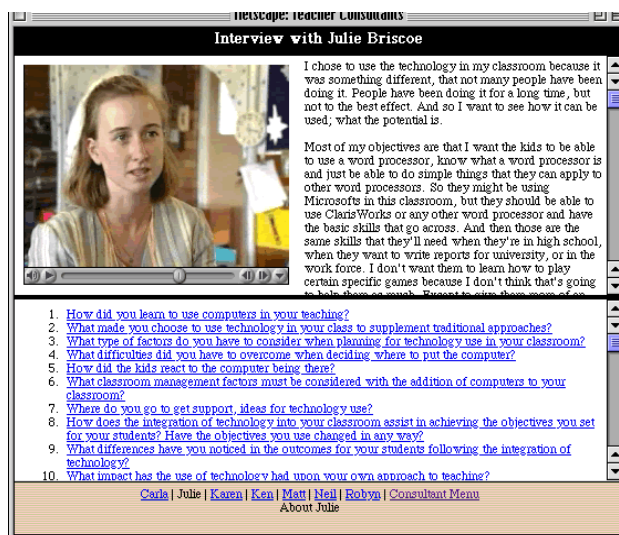 Netscape: Teacher Consultants
Interview with Julie Briscoe
I chose to use the technology in my classroom because it
was something different, that not many people have been
doing it. People have been doing it for a long time, but
not to the best effect. And so I want to see how it can be
used; what the potential is.
Most of my objectives are that I want the kids to be able
to use a word processor, know what a word processor is
and just be able to do simple things that they can apply to
other word processors. So they might be using
Microsofts in this classroom, but they should be able to
use ClarisWorks or any other word processor and have
the basic skills that go across. And then those are the
same skills that they'll need when they're in high school,
when they want to write reports for university, or in the
work force. I don't want them to learn how to play
certain specific games because I don't think that's going
to help them as much. Except to give them more of an
1. How did you learn to use computers in your teaching?
2. What made you choose to use technology in your class to supplement traditional approaches?
3. What type of factors do you have to consider when planning for technology use in your classroom?
4. What difficulties did you have to overcome when deciding where to put the computer?
5. How did the kids react to the computer being there?
6. What classroom management factors must be considered with the addition of computers to your
classroom?
7. Where do you go to get support, ideas for technology use?
8. How does the integration of technology into your classroom assist in achieving the objectives you set
for your students? Have the objectives you use changed in any way?
9. What differences have you noticed in the outcomes for your students following the integration of
technology?
10. What impact has the use of technology had upon your own approach to teaching?
Carla | Julie | Karen | Ken | Matt | Neil | Robyn | Consultant Menu
About Julie